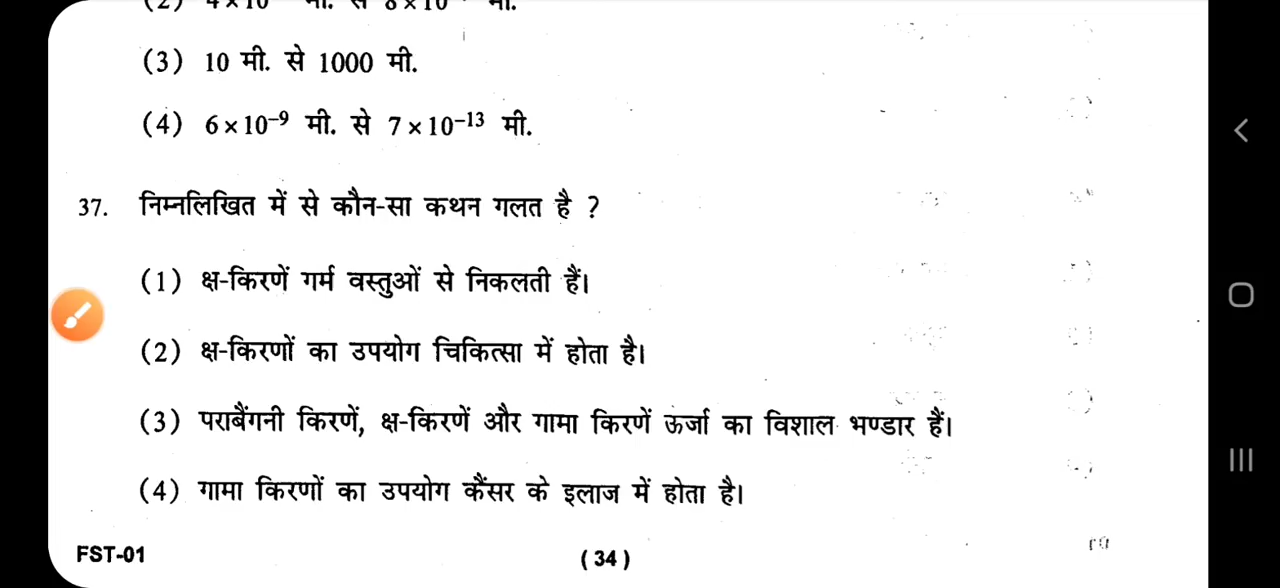 (3) 10 मी. से 1000 मी.
(4) 6×10⁻⁹ मी. से 7×10⁻¹³ मी.
37. निम्नलिखित में से कौन-सा कथन गलत है ?
(1) क्ष-किरणें गर्म वस्तुओं से निकलती हैं।
(2) क्ष-किरणों का उपयोग चिकित्सा में होता है।
(3) पराबैंगनी किरणें, क्ष-किरणें और गामा किरणें ऊर्जा का विशाल भण्डार हैं।
(4) गामा किरणों का उपयोग कैंसर के इलाज में होता है।
FST-01 (34)